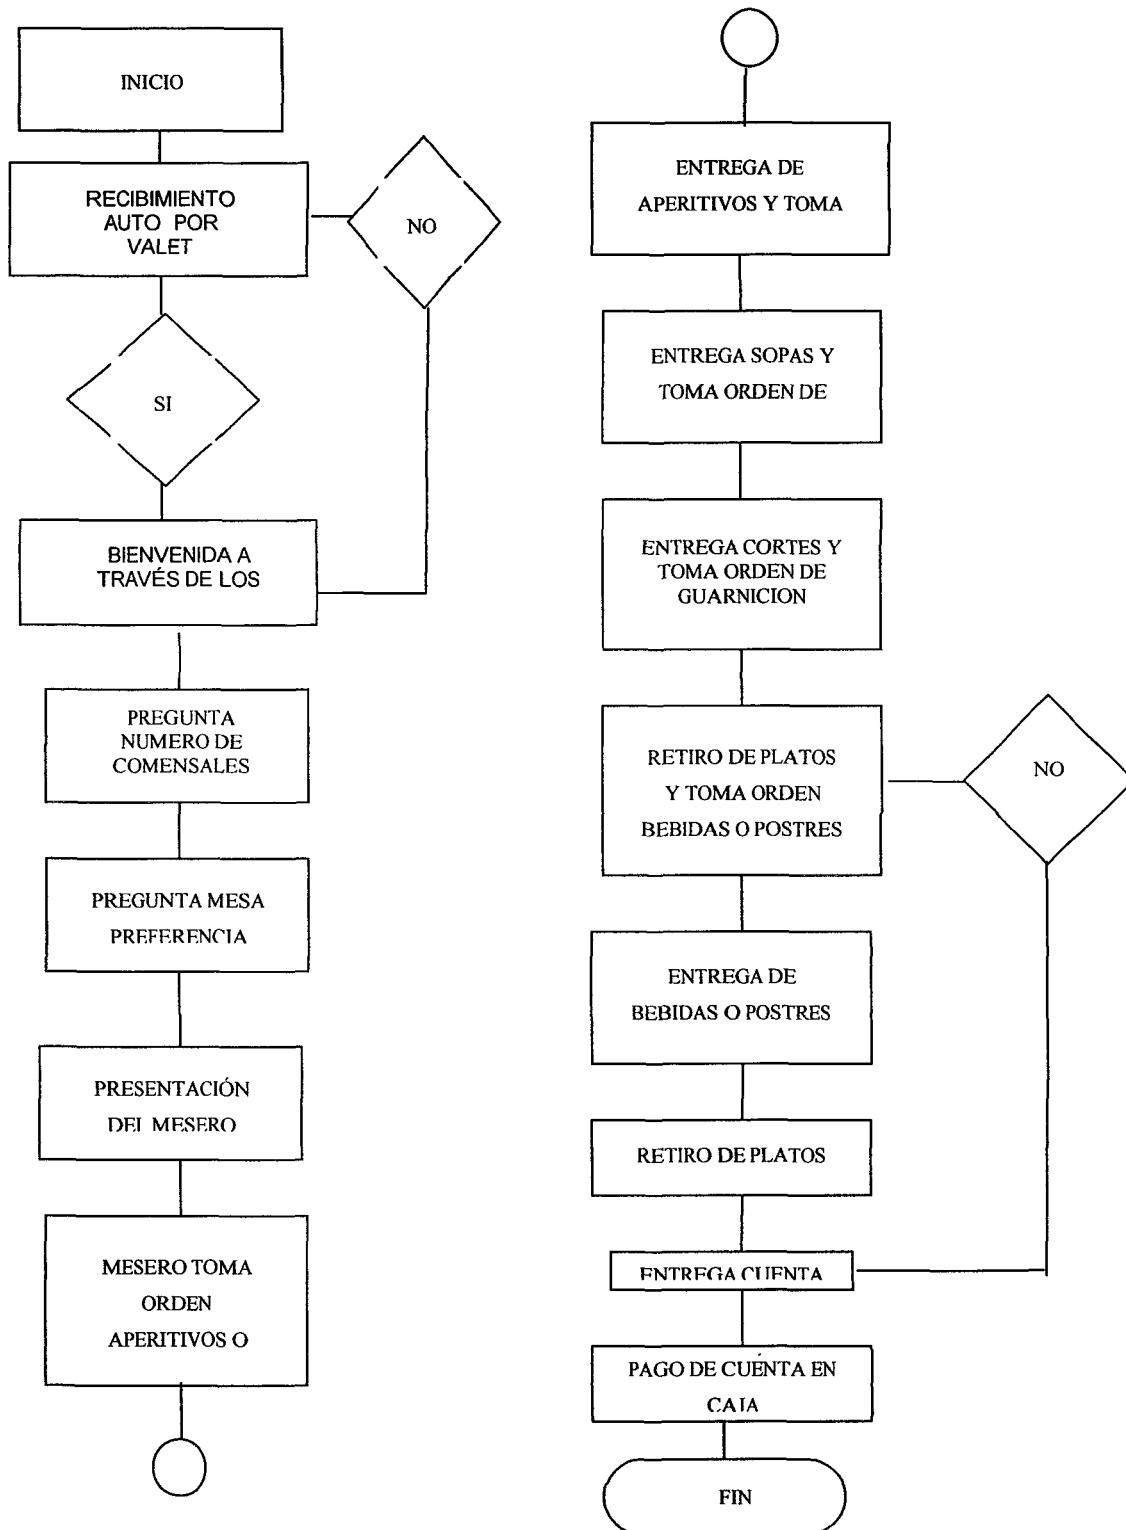 INICIO
RECIBIMIENTO
AUTO POR
VALET
NO
SI
BIENVENIDA A
TRAVÉS DE LOS
PREGUNTA
NUMERO DE
COMENSALES
PREGUNTA MESA
PREFERENCIA
PRESENTACIÓN
DEL MESERO
MESERO TOMA
ORDEN
APERITIVOS O
ENTREGA DE
APERITIVOS Y TOMA
ENTREGA SOPAS Y
TOMA ORDEN DE
ENTREGA CORTES Y
TOMA ORDEN DE
GUARNICION
RETIRO DE PLATOS
Y TOMA ORDEN
BEBIDAS O POSTRES
NO
ENTREGA DE
BEBIDAS O POSTRES
RETIRO DE PLATOS
ENTREGA CUENTA
PAGO DE CUENTA EN
CAJA
FIN